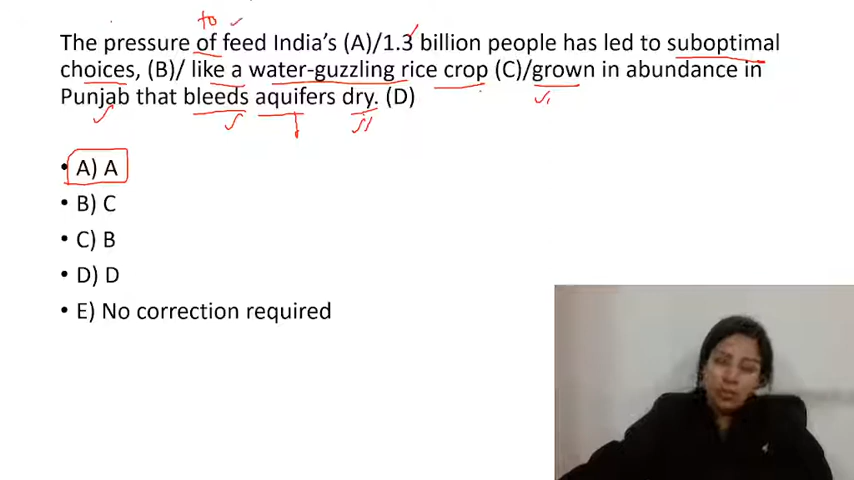 to
The pressure of feed India's (A)/1.3 billion people has led to suboptimal
choices, (B)/ like a water-guzzling rice crop (C)/grown in abundance in
Punjab that bleeds aquifers dry. (D)
• A) A
• B) C
• C) B
• D) D
• E) No correction required